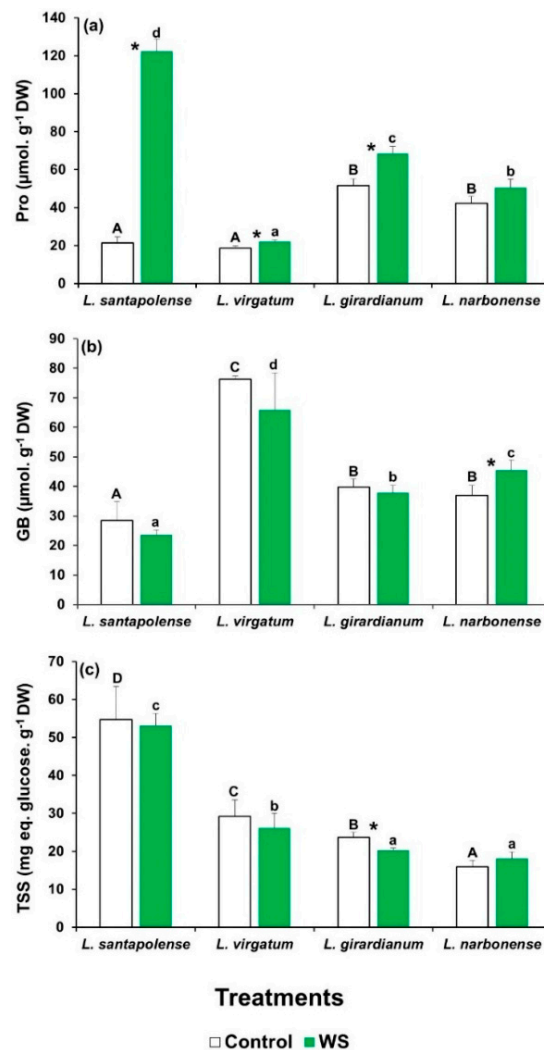 (a)
Pro (µmol. g⁻¹ DW)
140
120
100
80
60
40
20
0
A * d
A * a
B * c
B b
L. santapolense L. virgatum L. girardianum L. narbonense
(b)
GB (µmol. g⁻¹ DW)
90
80
70
60
50
40
30
20
10
0
A a
C d
B b
B * c
L. santapolense L. virgatum L. girardianum L. narbonense
(c)
TSS (mg eq. glucose. g⁻¹ DW)
70
60
50
40
30
20
10
0
D c
C b
B * a
A a
L. santapolense L. virgatum L. girardianum L. narbonense
Treatments
Control WS